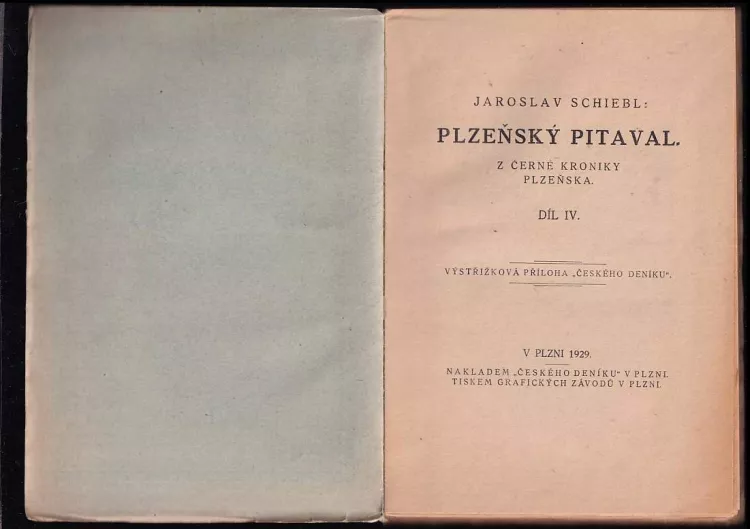 JAROSLAV SCHIEBL:
PLZEŇSKÝ PITAVAL.
Z ČERNÉ KRONIKY
PLZEŇSKA.
DÍL IV.
VÝSTŘIŽKOVÁ PŘÍLOHA „ČESKÉHO DENÍKU“.
V PLZNI 1929.
NÁKLADEM „ČESKÉHO DENÍKU“ V PLZNI.
TISKEM GRAFICKÝCH ZÁVODŮ V PLZNI.